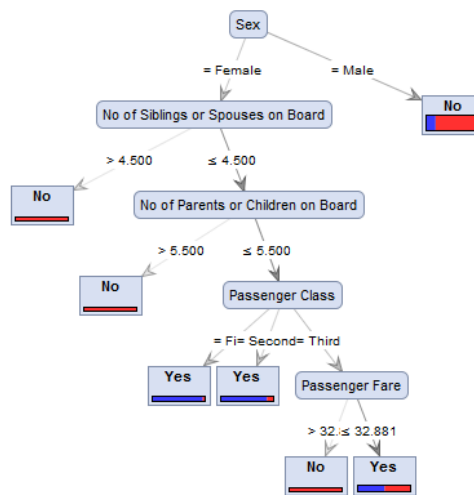 Sex
= Female
= Male
No of Siblings or Spouses on Board
No
> 4.500
≤ 4.500
No
No of Parents or Children on Board
> 5.500
≤ 5.500
No
Passenger Class
= Fi= Second= Third
Yes
Yes
Passenger Fare
> 32.≤ 32.881
No
Yes